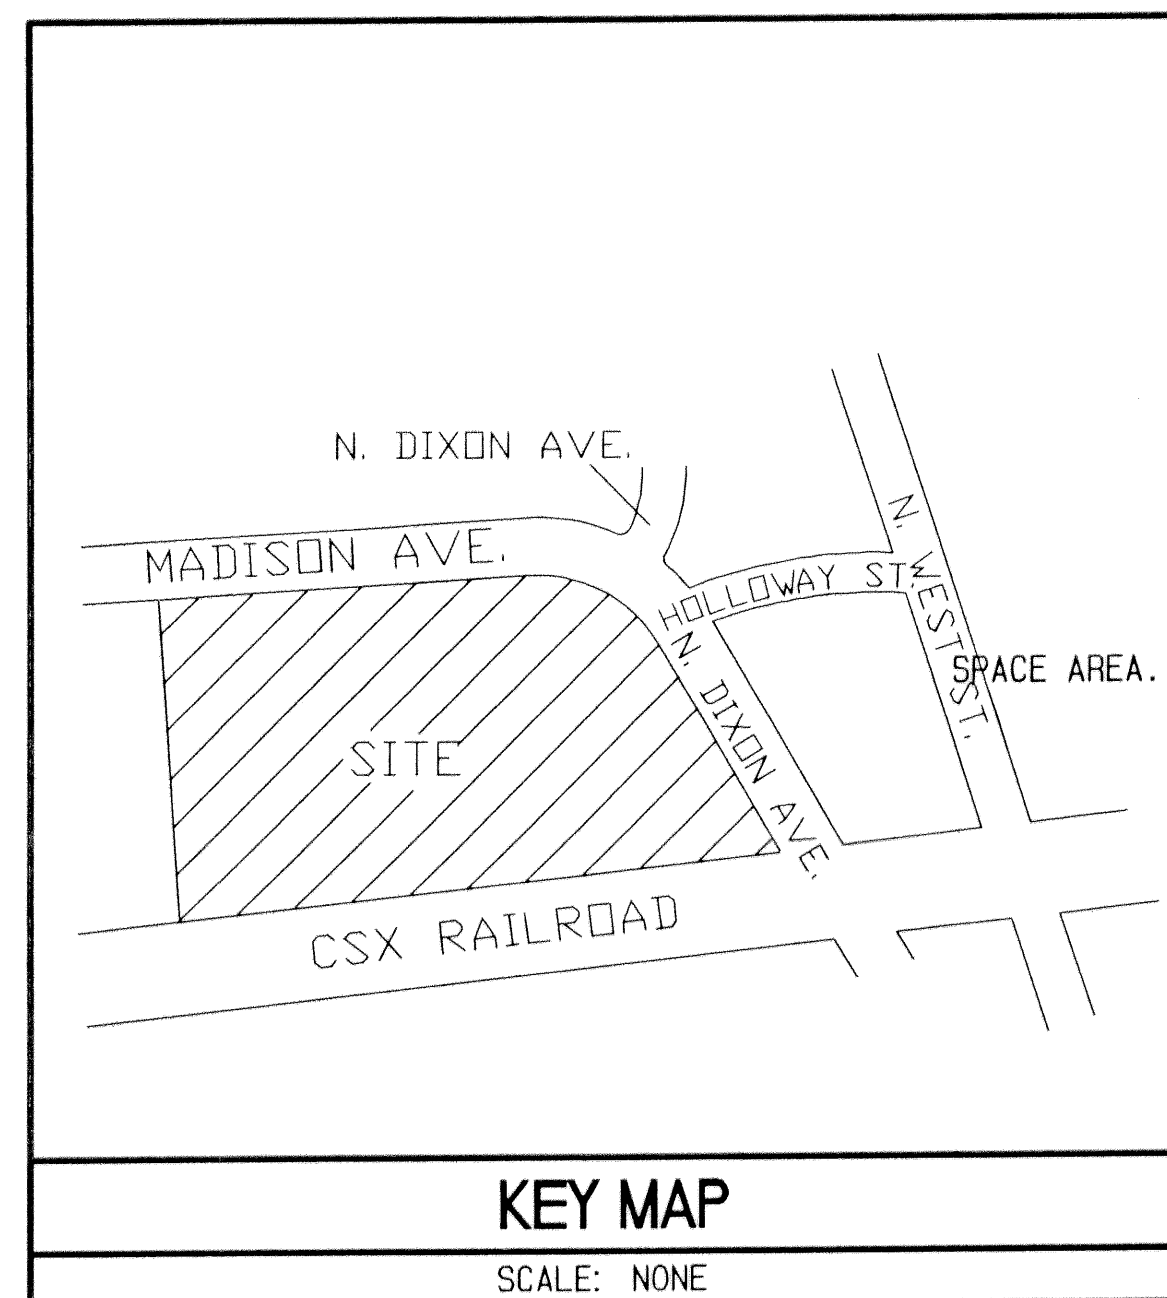 N. DIXON AVE.
MADISON AVE.
HOLLOWAY ST.
N. WEST ST.
N. DIXON AVE.
SPACE AREA.
SITE
CSX RAILROAD
KEY MAP
SCALE: NONE